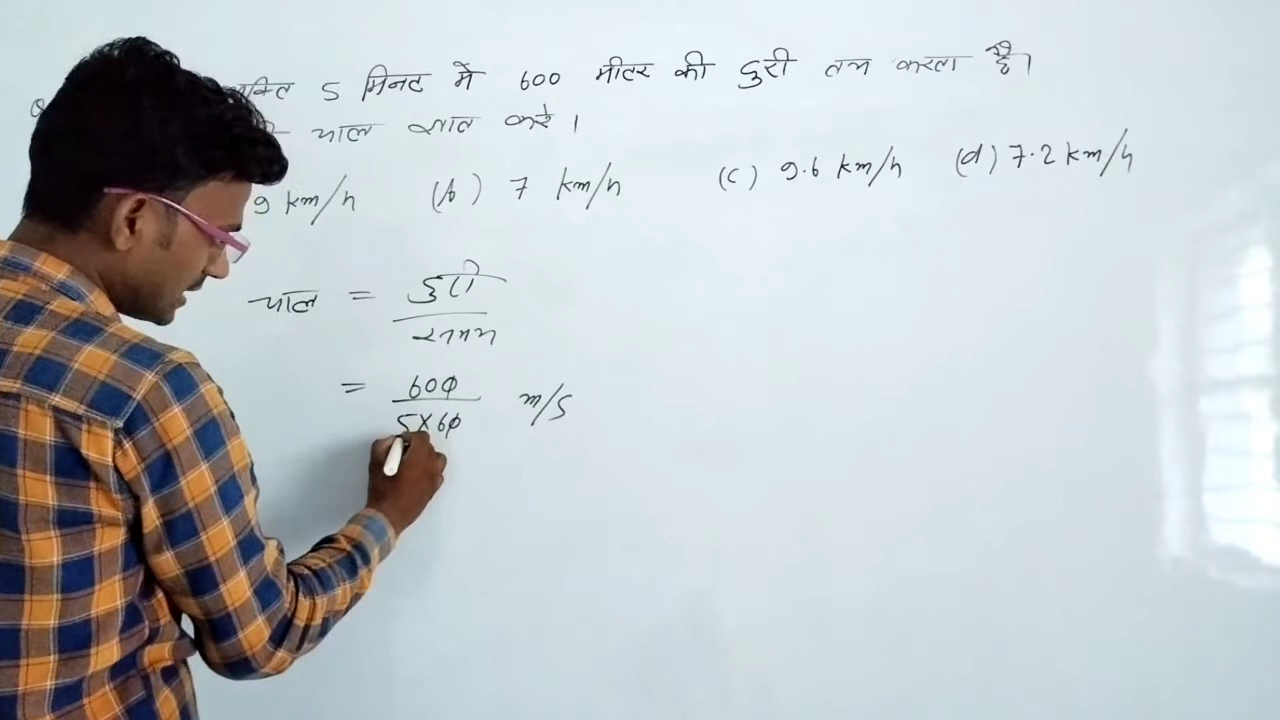 5 मिनट में 600 मीटर की दुरी तय करता है।
चाल ज्ञात करे।
9 km/h (b) 7 km/h (c) 9.6 km/h (d) 7.2 km/h
चाल = दुरी
समय
= 600 m/s
5×60